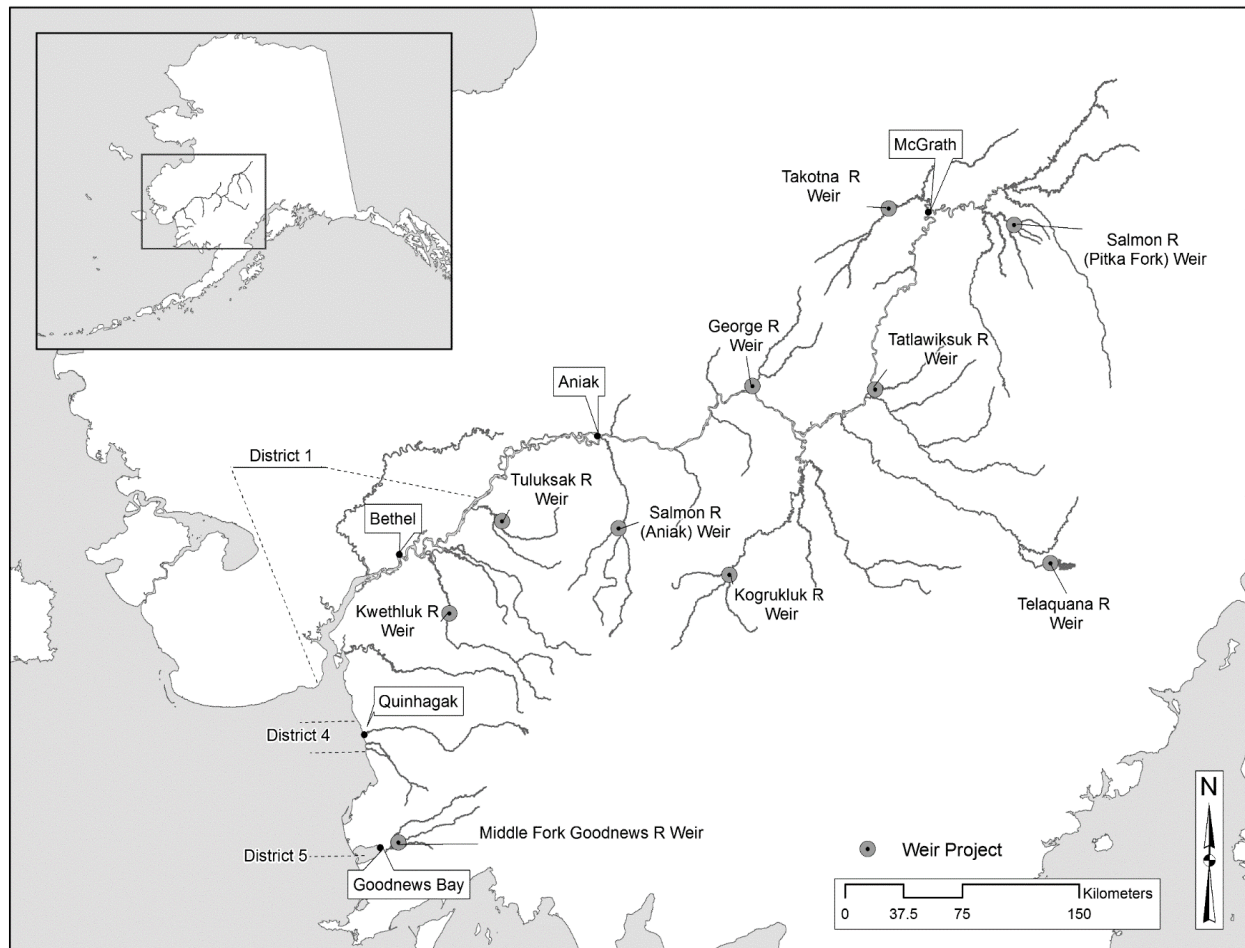 McGrath
Takotna R
Weir
Salmon R
(Pitka Fork) Weir
George R
Weir
Tatlawiksuk R
Weir
Aniak
District 1
Tuluksak R
Weir
Salmon R
(Aniak) Weir
Bethel
Kogrukluk R
Weir
Telaquana R
Weir
Kwethluk R
Weir
Quinhagak
District 4
Middle Fork Goodnews R Weir
District 5
Goodnews Bay
N
Weir Project
Kilometers
0 37.5 75 150